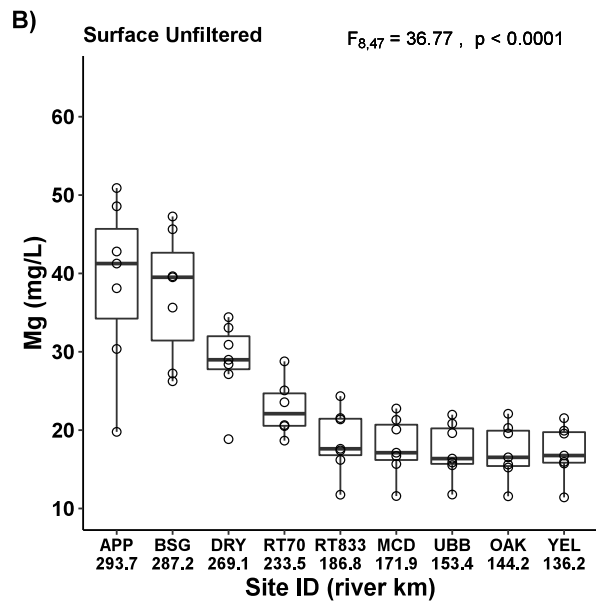 B)
Surface Unfiltered
F8,47 = 36.77 , p < 0.0001
Mg (mg/L)
60
50
40
30
20
10
APP BSG DRY RT70 RT833 MCD UBB OAK YEL
293.7 287.2 269.1 233.5 186.8 171.9 153.4 144.2 136.2
Site ID (river km)